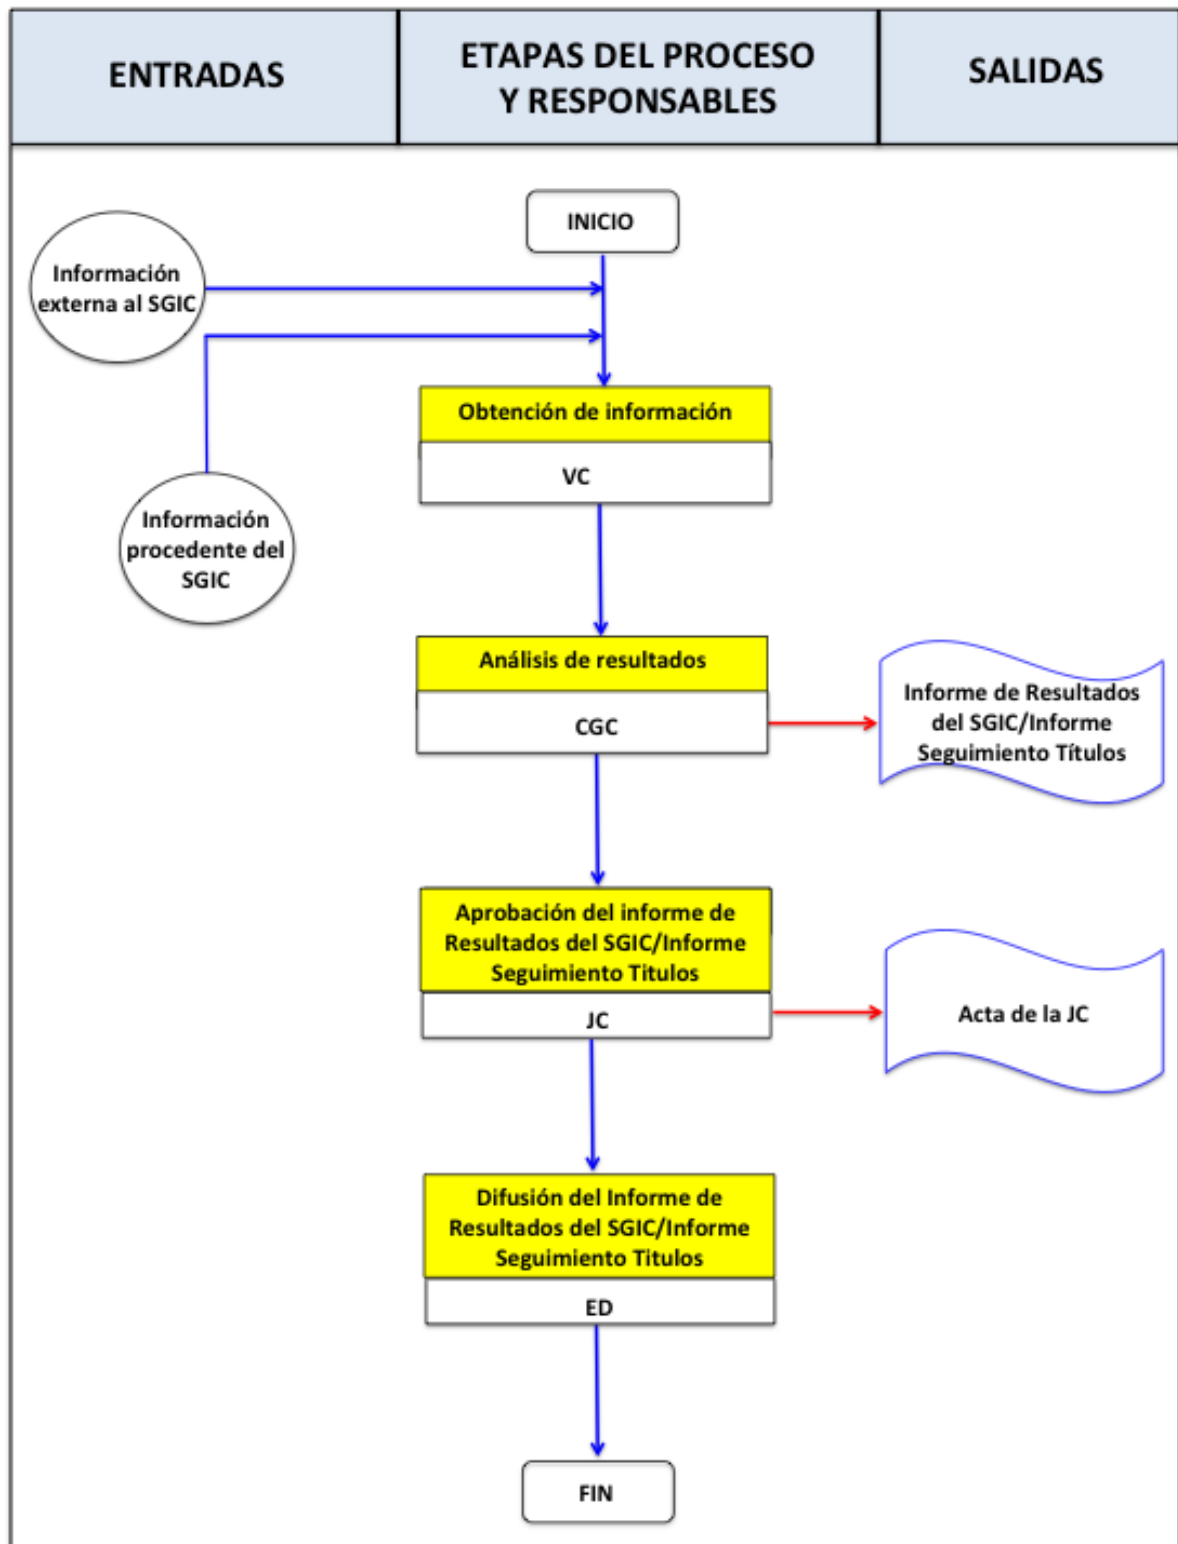 ENTRADAS
ETAPAS DEL PROCESO
Y RESPONSABLES
SALIDAS
INICIO
Información
externa al SGIC
Obtención de información
VC
Información
procedente del
SGIC
Análisis de resultados
CGC
Informe de Resultados
del SGIC/Informe
Seguimiento Títulos
Aprobación del informe de
Resultados del SGIC/Informe
Seguimiento Titulos
JC
Acta de la JC
Difusión del Informe de
Resultados del SGIC/Informe
Seguimiento Titulos
ED
FIN